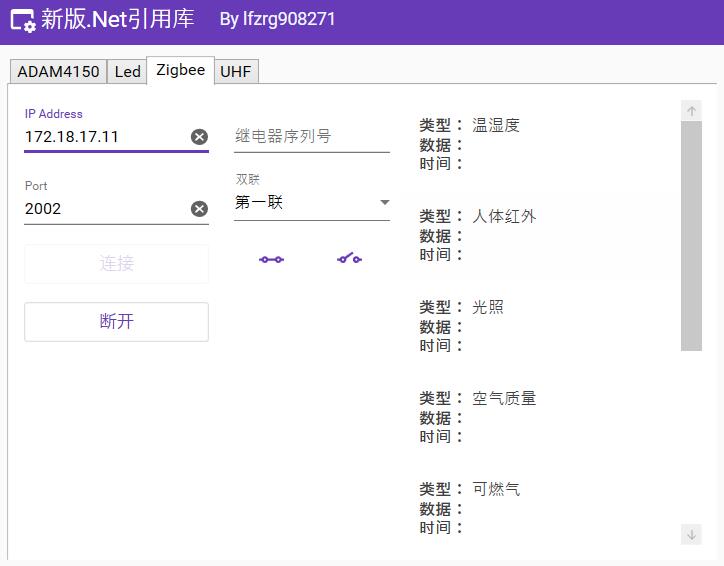 新版.Net引用库 By lfzrg908271
ADAM4150 Led Zigbee UHF
IP Address
172.18.17.11
Port
2002
连接
断开
继电器序列号
双联
第一联
类型： 温湿度
数据：
时间：
类型： 人体红外
数据：
时间：
类型： 光照
数据：
时间：
类型： 空气质量
数据：
时间：
类型： 可燃气
数据：
时间：